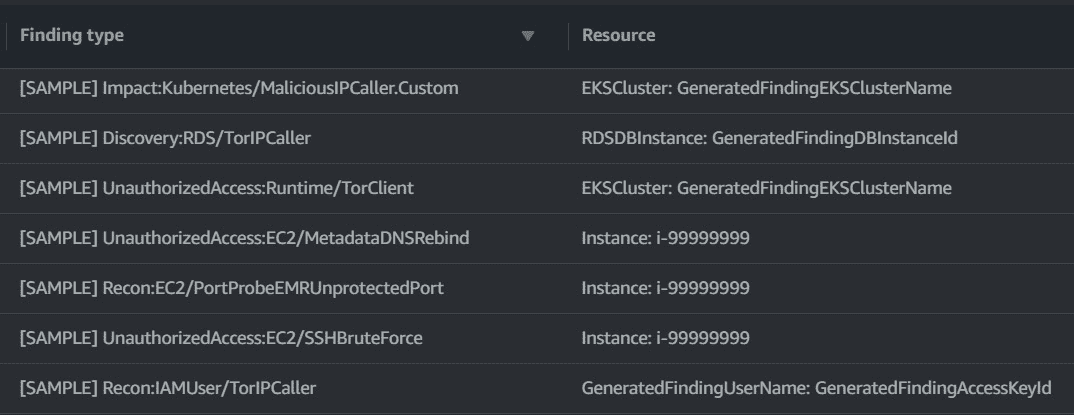 Finding type Resource
[SAMPLE] Impact:Kubernetes/MaliciousIPCaller.Custom EKSCluster: GeneratedFindingEKSClusterName
[SAMPLE] Discovery:RDS/TorIPCaller RDSDBInstance: GeneratedFindingDBInstanceId
[SAMPLE] UnauthorizedAccess:Runtime/TorClient EKSCluster: GeneratedFindingEKSClusterName
[SAMPLE] UnauthorizedAccess:EC2/MetadataDNSRebind Instance: i-99999999
[SAMPLE] Recon:EC2/PortProbeEMRUnprotectedPort Instance: i-99999999
[SAMPLE] UnauthorizedAccess:EC2/SSHBruteForce Instance: i-99999999
[SAMPLE] Recon:IAMUser/TorIPCaller GeneratedFindingUserName: GeneratedFindingAccessKeyId